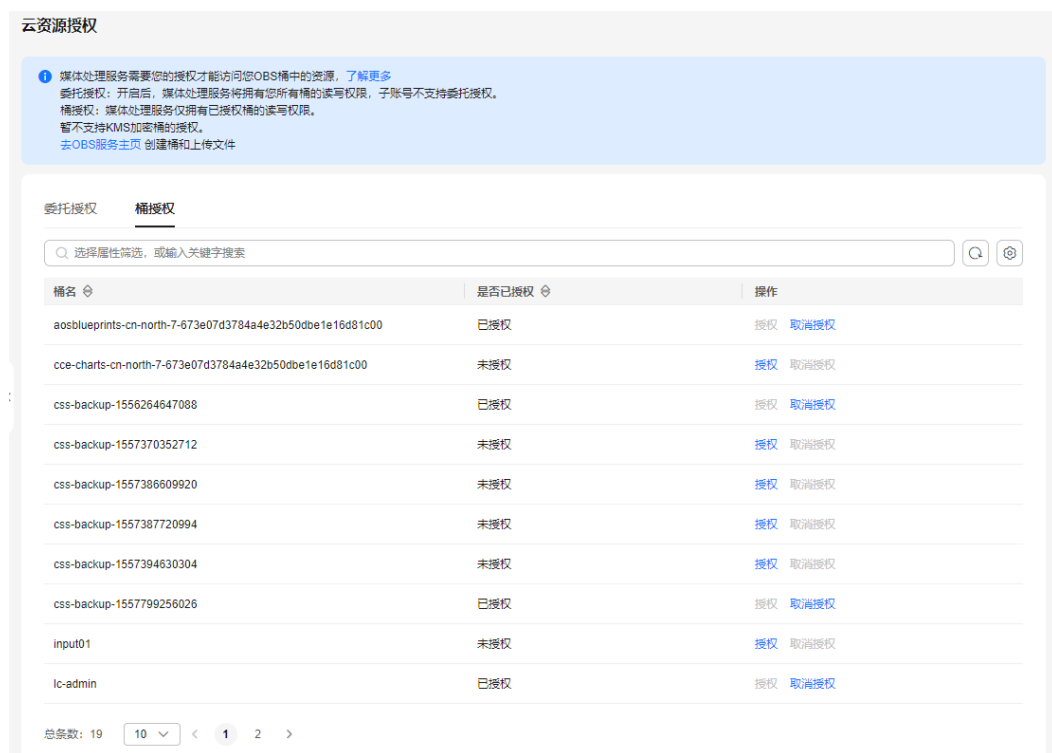 云资源授权
媒体处理服务需要您的授权才能访问您OBS桶中的资源，了解更多
委托授权：开启后，媒体处理服务将拥有您所有桶的读写权限，子账号不支持委托授权。
桶授权：媒体处理服务仅拥有已授权桶的读写权限。
暂不支持KMS加密桶的授权。
去OBS服务主页 创建桶和上传文件
委托授权 桶授权
选择属性筛选，或输入关键字搜索
桶名 是否已授权 操作
aosblueprints-cn-north-7-673e07d3784a4e32b50dbe1e16d81c00 已授权 授权 取消授权
cce-charts-cn-north-7-673e07d3784a4e32b50dbe1e16d81c00 未授权 授权 取消授权
css-backup-1556264647088 已授权 授权 取消授权
css-backup-1557370352712 未授权 授权 取消授权
css-backup-1557386609920 未授权 授权 取消授权
css-backup-1557387720994 未授权 授权 取消授权
css-backup-1557394630304 未授权 授权 取消授权
css-backup-1557799256026 已授权 授权 取消授权
input01 未授权 授权 取消授权
lc-admin 已授权 授权 取消授权
总条数：19 10 1 2